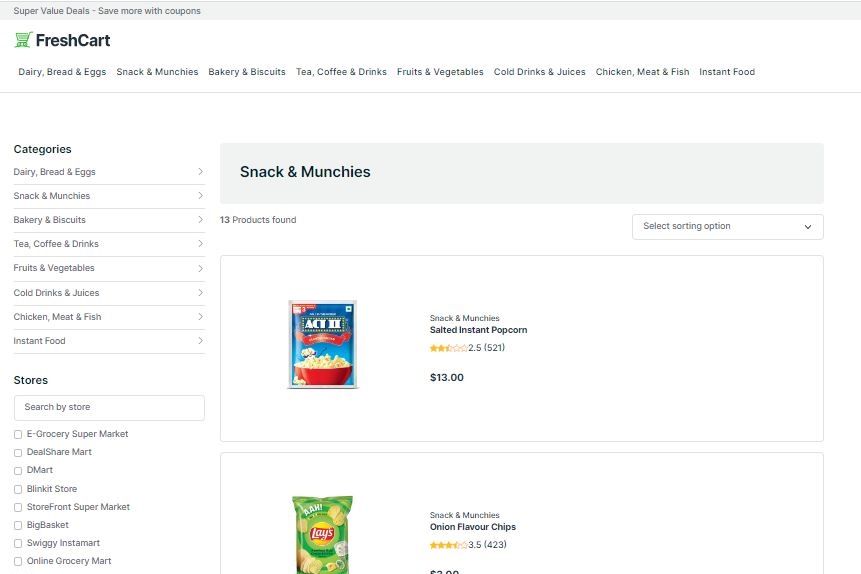 Super Value Deals - Save more with coupons
FreshCart
Dairy, Bread & Eggs Snack & Munchies Bakery & Biscuits Tea, Coffee & Drinks Fruits & Vegetables Cold Drinks & Juices Chicken, Meat & Fish Instant Food
Categories
Dairy, Bread & Eggs
Snack & Munchies
Bakery & Biscuits
Tea, Coffee & Drinks
Fruits & Vegetables
Cold Drinks & Juices
Chicken, Meat & Fish
Instant Food
Stores
Search by store
E-Grocery Super Market
DealShare Mart
DMart
Blinkit Store
StoreFront Super Market
BigBasket
Swiggy Instamart
Online Grocery Mart
Snack & Munchies
13 Products found
Select sorting option
ACT II
Snack & Munchies
Salted Instant Popcorn
2.5 (521)
$13.00
AAH!
Lay's
Snack & Munchies
Onion Flavour Chips
3.5 (423)
$3.00